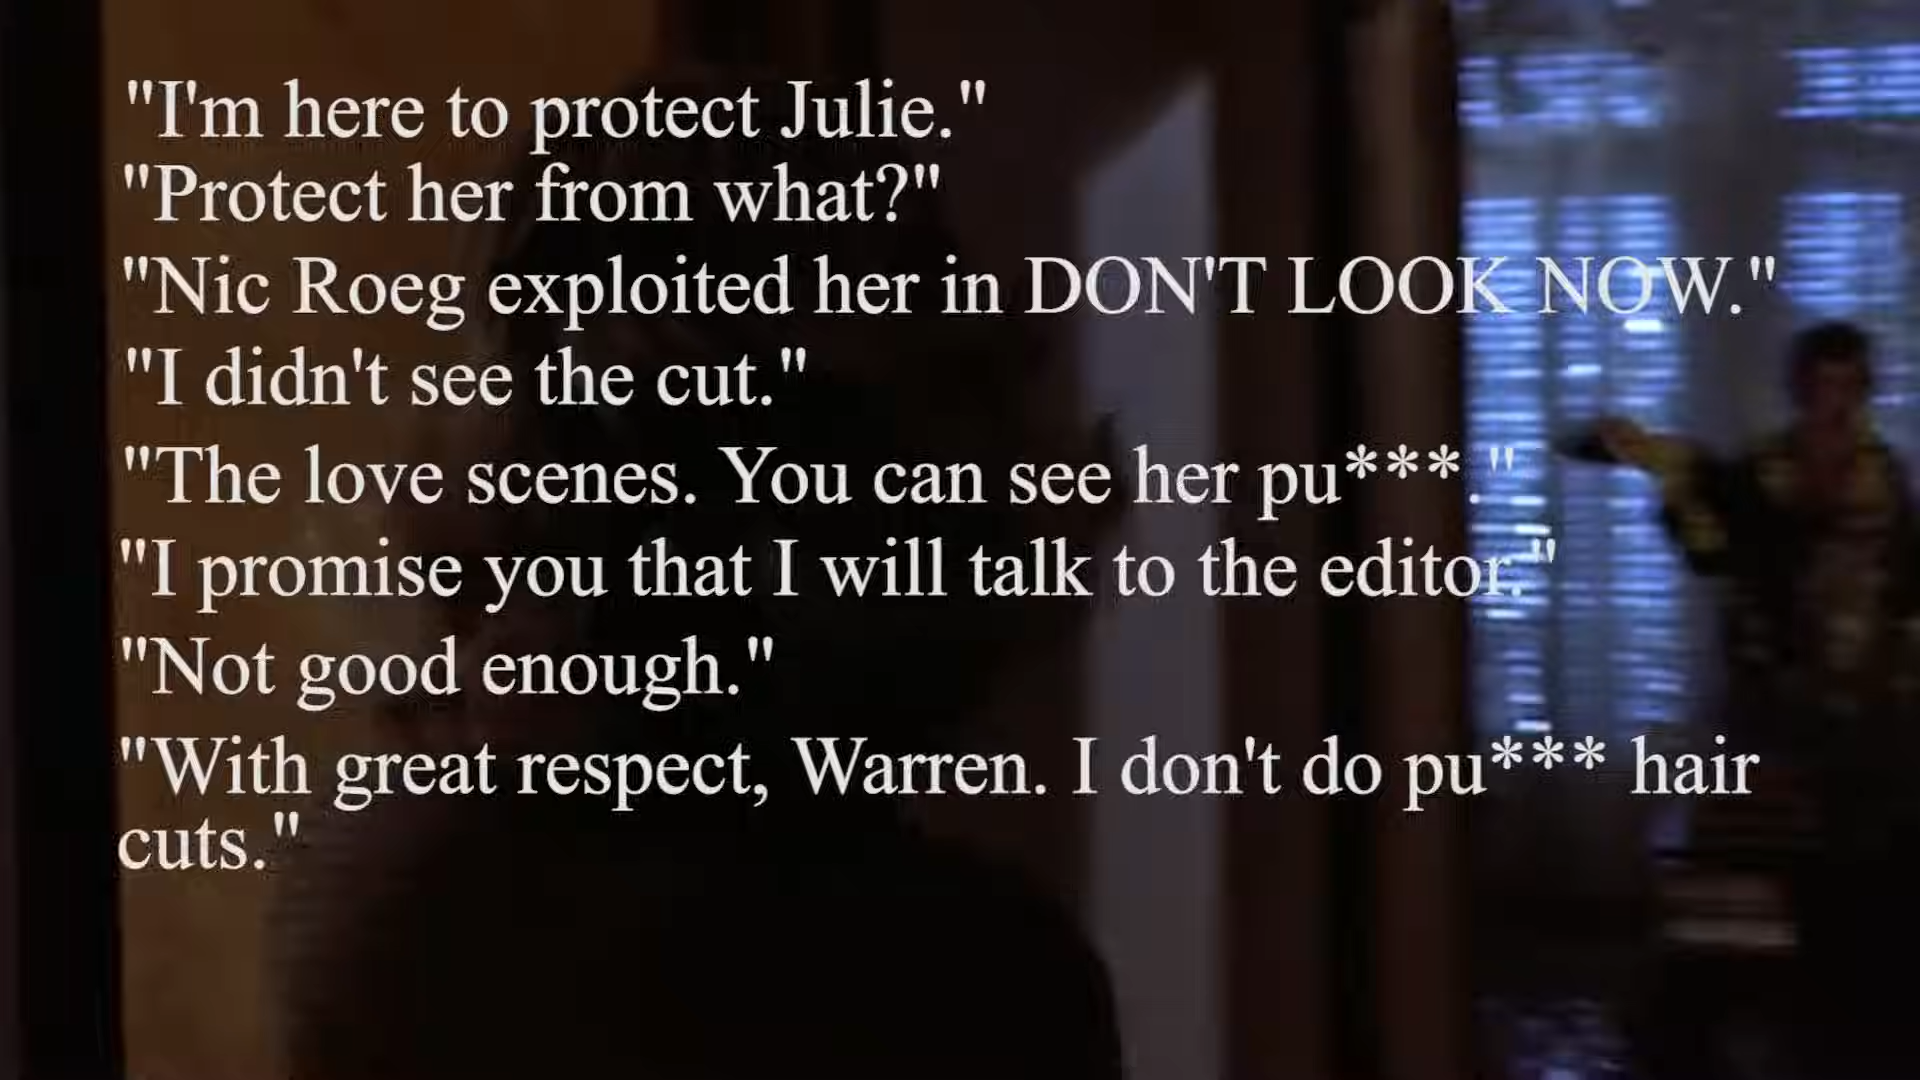 "I'm here to protect Julie."
"Protect her from what?"
"Nic Roeg exploited her in DON'T LOOK NOW."
"I didn't see the cut."
"The love scenes. You can see her pu***."
"I promise you that I will talk to the editor."
"Not good enough."
"With great respect, Warren. I don't do pu*** hair
cuts."